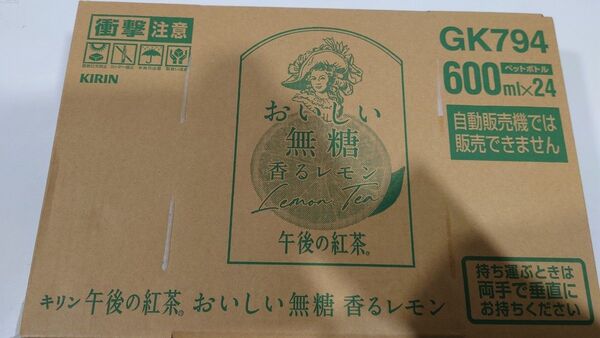 衝撃注意
KIRIN
GK794
600ml×24
ペットボトル
自動販売機では
販売できません
おいしい
無糖
香るレモン
Lemon Tea
午後の紅茶®
キリン 午後の紅茶® おいしい無糖 香るレモン
持ち運ぶときは
両手で垂直に
お持ちください